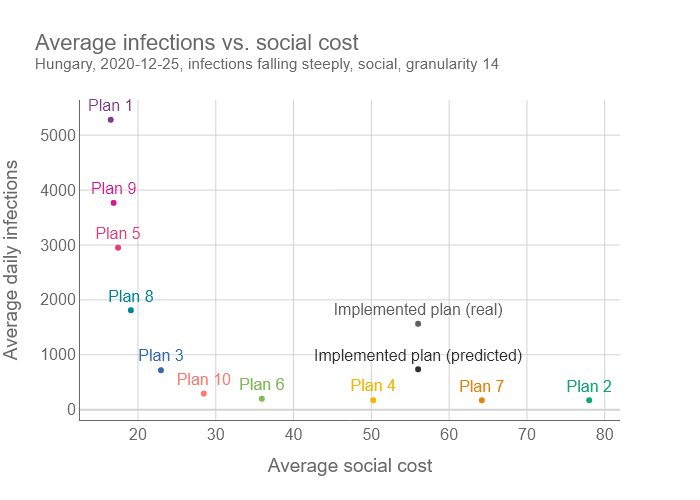 Average infections vs. social cost
Hungary, 2020-12-25, infections falling steeply, social, granularity 14
Average daily infections
5000
4000
3000
2000
1000
0
Plan 1
Plan 9
Plan 5
Plan 8
Implemented plan (real)
Plan 3
Implemented plan (predicted)
Plan 10
Plan 6
Plan 4
Plan 7
Plan 2
20
30
40
50
60
70
80
Average social cost